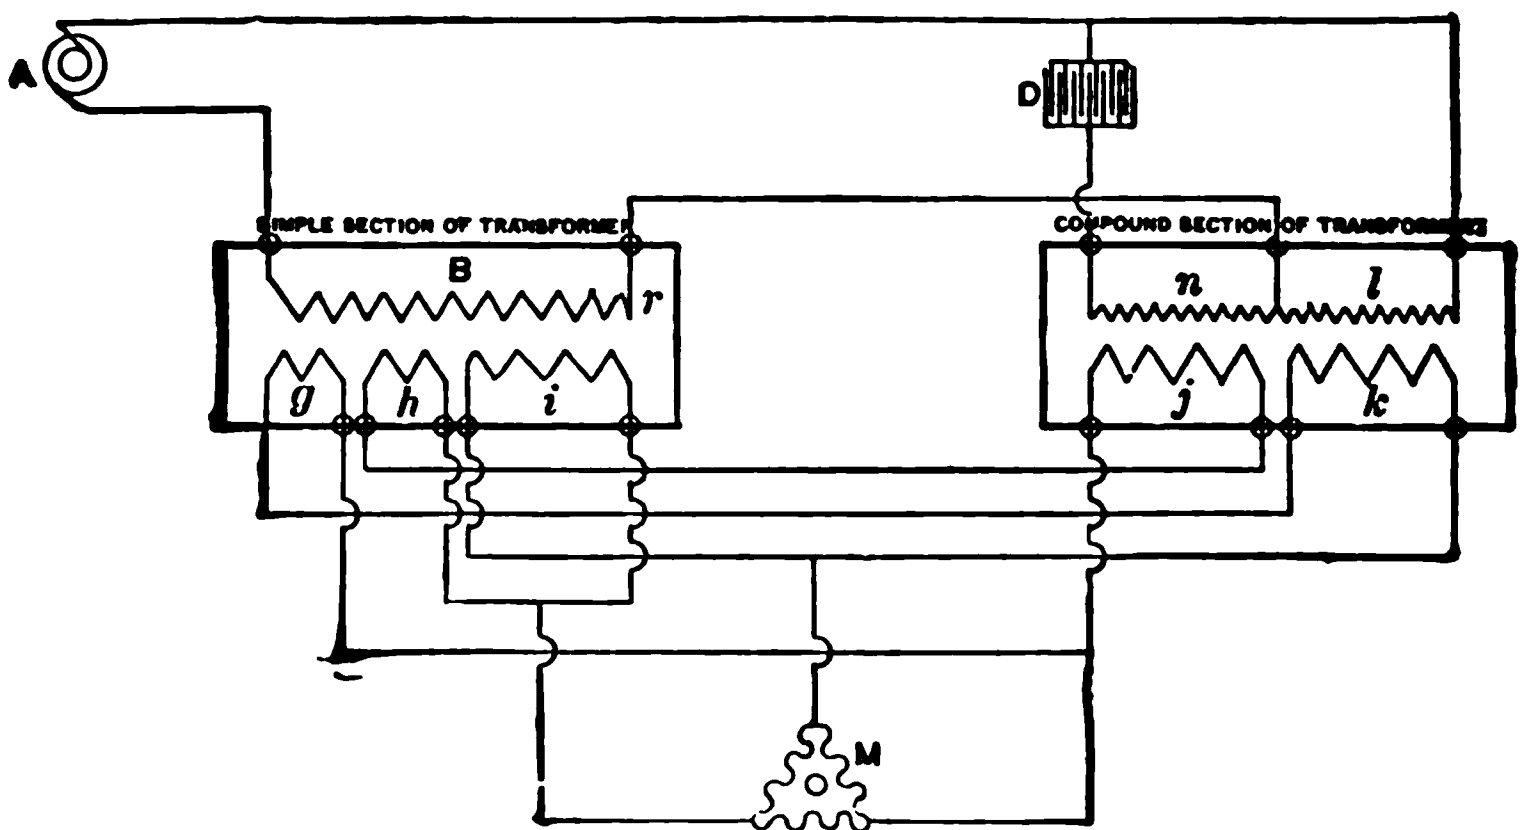 A
D
SIMPLE SECTION OF TRANSFORMER
COMPOUND SECTION OF TRANSFORMER
B
r
n
l
g
h
i
j
k
M